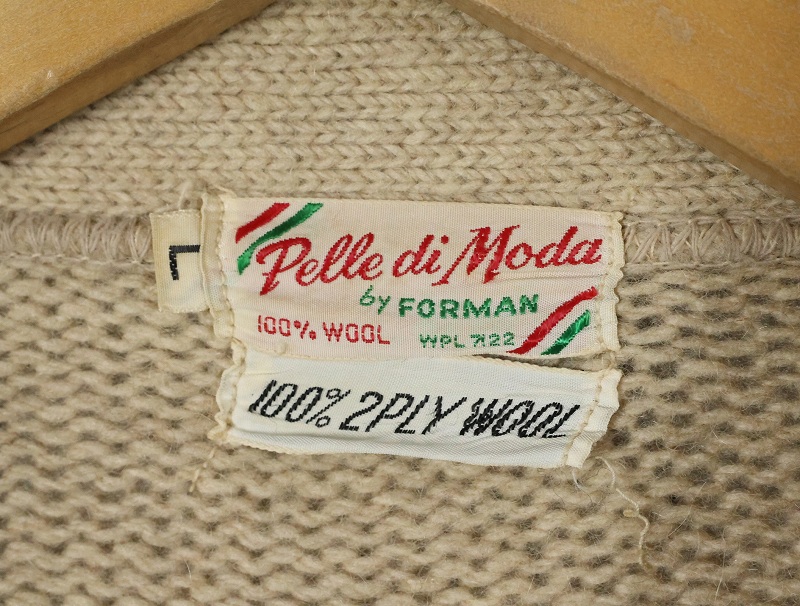 L
Pelle di Moda
by FORMAN
100% WOOL WPL 7122
100% 2PLY WOOL